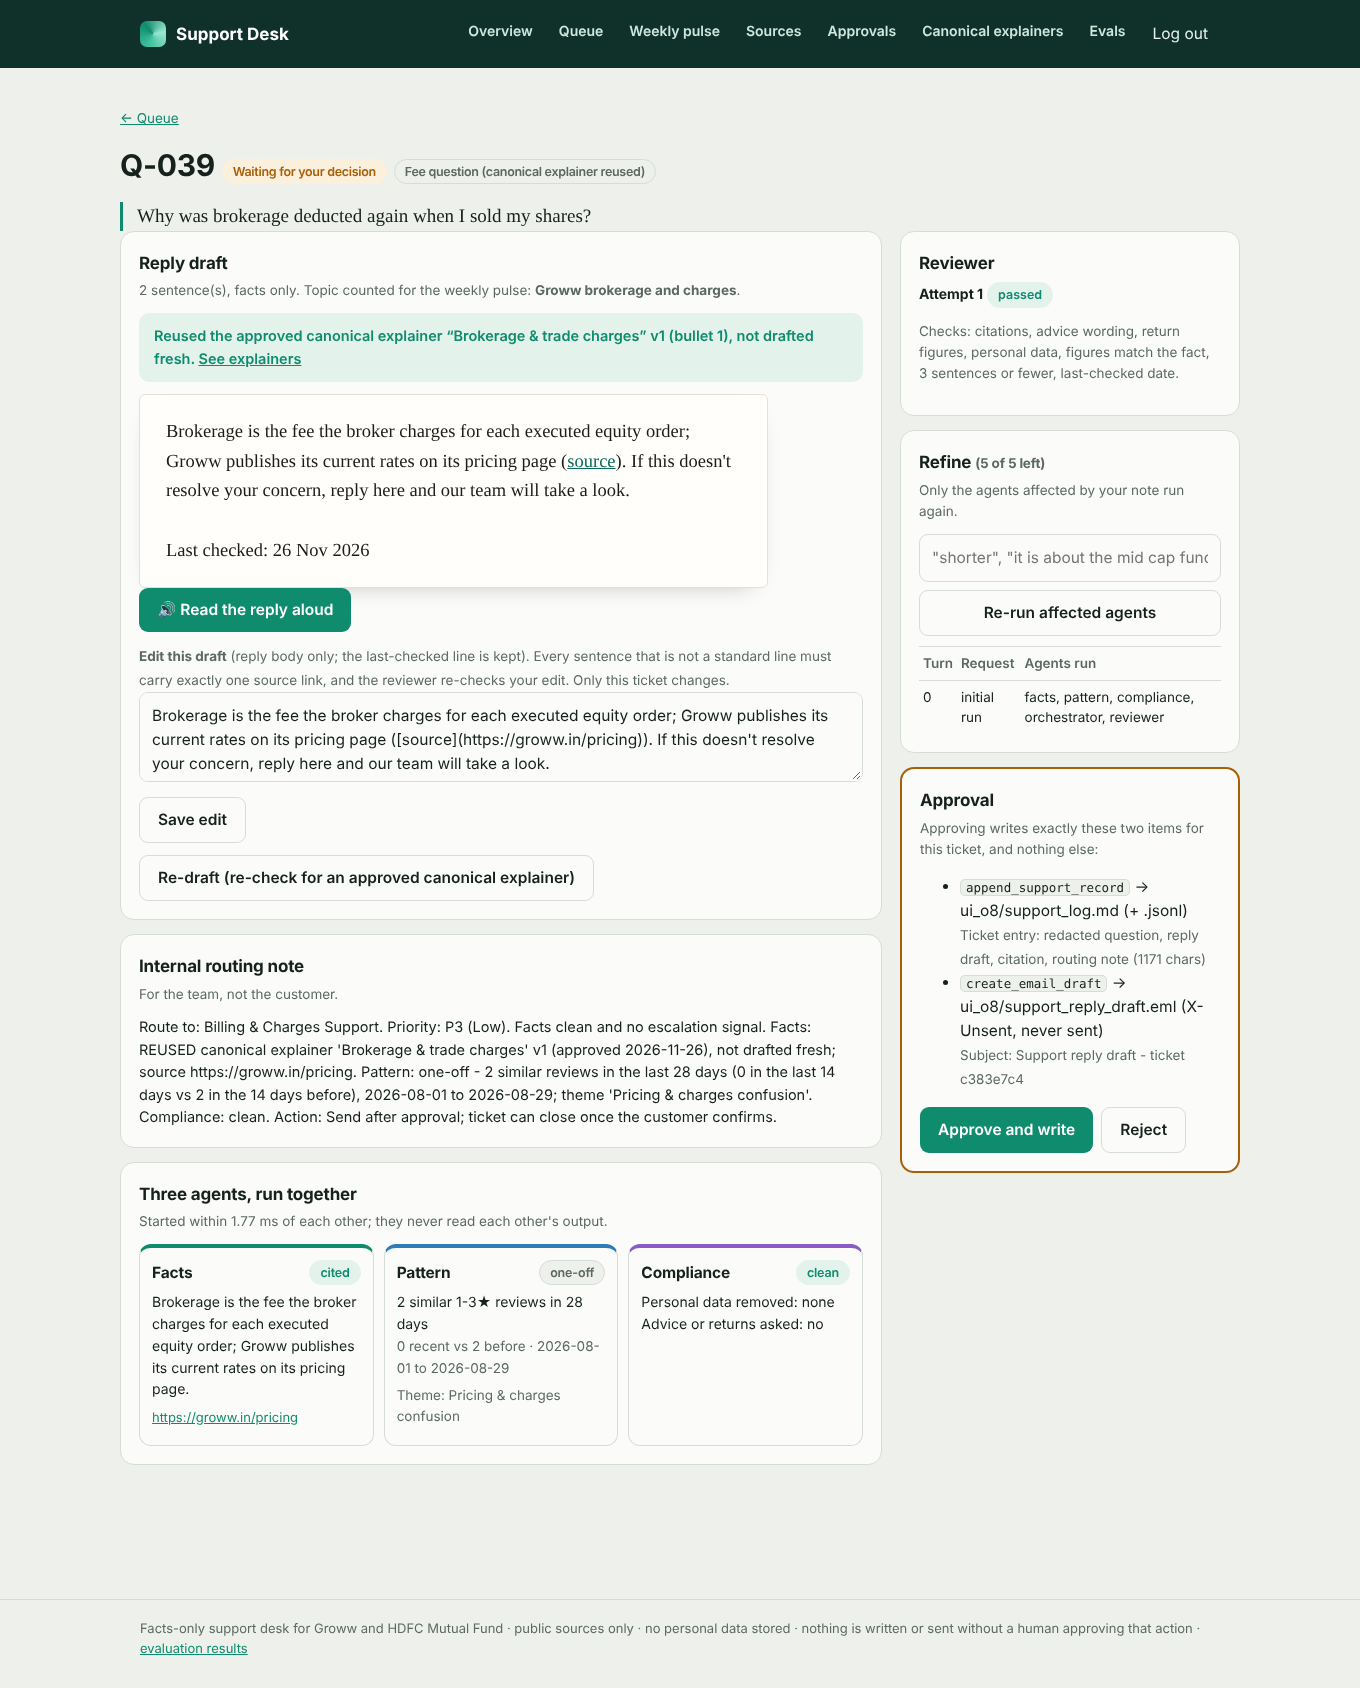 Support Desk
Overview
Queue
Weekly pulse
Sources
Approvals
Canonical explainers
Evals
Log out
← Queue
Q-039
Waiting for your decision
Fee question (canonical explainer reused)
Why was brokerage deducted again when I sold my shares?
Reply draft
2 sentence(s), facts only. Topic counted for the weekly pulse: Groww brokerage and charges.
Reused the approved canonical explainer “Brokerage & trade charges” v1 (bullet 1), not drafted
fresh. See explainers
Brokerage is the fee the broker charges for each executed equity order;
Groww publishes its current rates on its pricing page (source). If this doesn't
resolve your concern, reply here and our team will take a look.
Last checked: 26 Nov 2026
🔊 Read the reply aloud
Edit this draft (reply body only; the last-checked line is kept). Every sentence that is not a standard line must
carry exactly one source link, and the reviewer re-checks your edit. Only this ticket changes.
Brokerage is the fee the broker charges for each executed equity order; Groww publishes its
current rates on its pricing page ([source](https://groww.in/pricing)). If this doesn't resolve
your concern, reply here and our team will take a look.
Save edit
Re-draft (re-check for an approved canonical explainer)
Internal routing note
For the team, not the customer.
Route to: Billing & Charges Support. Priority: P3 (Low). Facts clean and no escalation signal. Facts:
REUSED canonical explainer 'Brokerage & trade charges' v1 (approved 2026-11-26), not drafted fresh;
source https://groww.in/pricing. Pattern: one-off - 2 similar reviews in the last 28 days (0 in the last 14
days vs 2 in the 14 days before), 2026-08-01 to 2026-08-29; theme 'Pricing & charges confusion'.
Compliance: clean. Action: Send after approval; ticket can close once the customer confirms.
Three agents, run together
Started within 1.77 ms of each other; they never read each other's output.
Facts
cited
Brokerage is the fee the broker
charges for each executed
equity order; Groww publishes
its current rates on its pricing
page.
https://groww.in/pricing
Pattern
one-off
2 similar 1-3★ reviews in 28
days
0 recent vs 2 before · 2026-08-
01 to 2026-08-29
Theme: Pricing & charges
confusion
Compliance
clean
Personal data removed: none
Advice or returns asked: no
Reviewer
Attempt 1 passed
Checks: citations, advice wording, return
figures, personal data, figures match the fact,
3 sentences or fewer, last-checked date.
Refine (5 of 5 left)
Only the agents affected by your note run
again.
"shorter", "it is about the mid cap func
Re-run affected agents
Turn Request Agents run
0 initial facts, pattern, compliance,
run orchestrator, reviewer
Approval
Approving writes exactly these two items for
this ticket, and nothing else:
• append_support_record →
ui_o8/support_log.md (+ .jsonl)
Ticket entry: redacted question, reply
draft, citation, routing note (1171 chars)
• create_email_draft →
ui_o8/support_reply_draft.eml (X-
Unsent, never sent)
Subject: Support reply draft - ticket
c383e7c4
Approve and write
Reject
Facts-only support desk for Groww and HDFC Mutual Fund · public sources only · no personal data stored · nothing is written or sent without a human approving that action ·
evaluation results